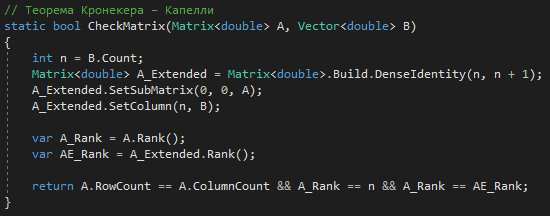 // Теорема Кронекера – Капелли
static bool CheckMatrix(Matrix<double> A, Vector<double> B)
{
int n = B.Count;
Matrix<double> A_Extended = Matrix<double>.Build.DenseIdentity(n, n + 1);
A_Extended.SetSubMatrix(0, 0, A);
A_Extended.SetColumn(n, B);
var A_Rank = A.Rank();
var AE_Rank = A_Extended.Rank();
return A.RowCount == A.ColumnCount && A_Rank == n && A_Rank == AE_Rank;
}